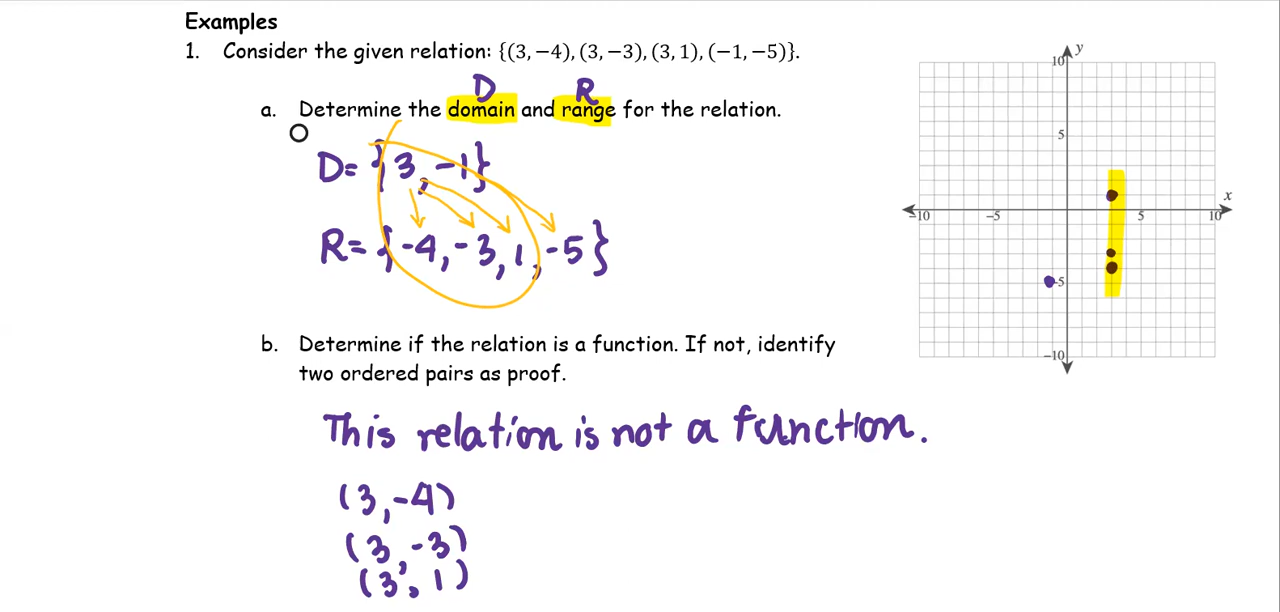 Examples
1. Consider the given relation: {(3, −4), (3, −3), (3, 1), (−1, −5)}.
D R
a. Determine the domain and range for the relation.
D= {3, -1}
R= {-4, -3, 1, -5}
b. Determine if the relation is a function. If not, identify
two ordered pairs as proof.
This relation is not a function.
(3, -4)
(3, -3)
(3, 1)
y
10
5
x
−10 −5 5 10
−5
−10